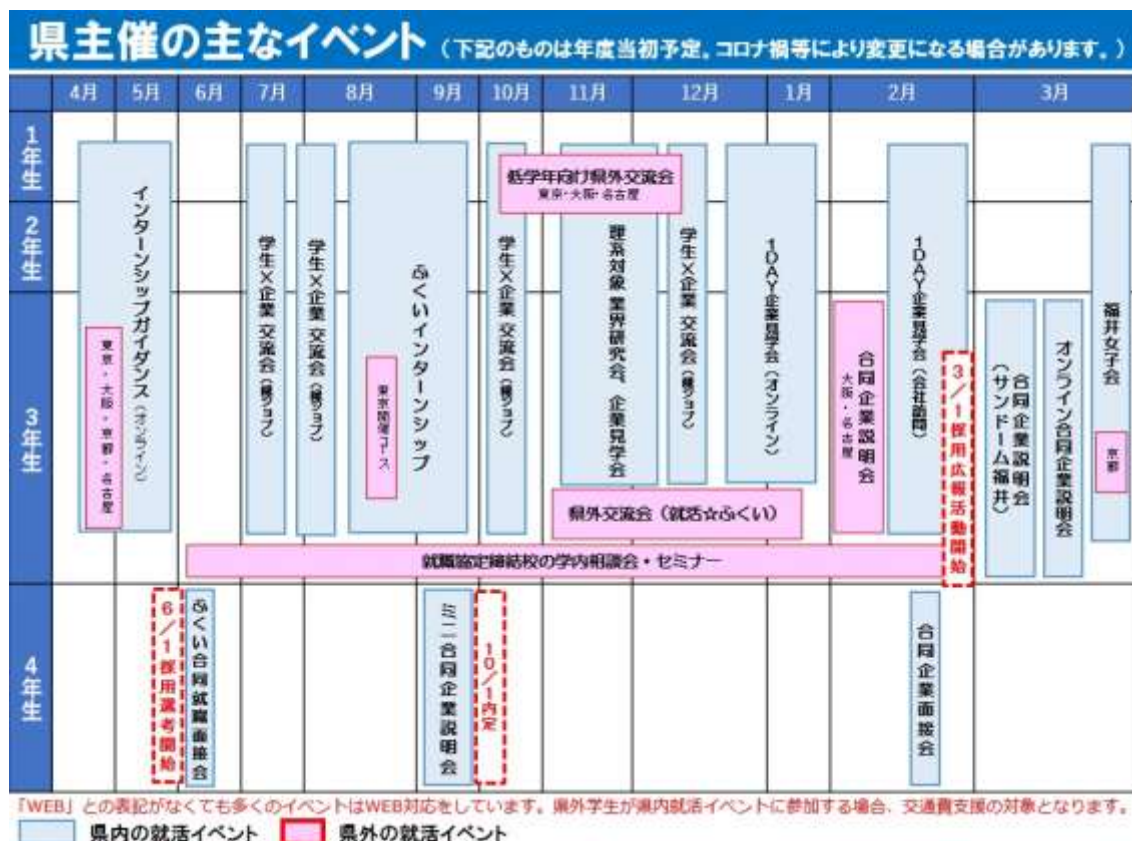 県主催の主なイベント（下記のものは年度当初予定。コロナ禍等により変更になる場合があります。）
4月 5月 6月 7月 8月 9月 10月 11月 12月 1月 2月 3月
1年生
2年生
3年生
4年生
インターンシップガイダンス（オンライン）
東京・大阪・京都・名古屋
学生×企業 交流会
学生×企業 交流会
ふくいインターンシップ
東京開催コース
学生×企業 交流会
低学年向け県外交流会
東京・大阪・名古屋
理系対象 業界研究会、企業見学会
学生×企業 交流会
1DAY企業見学会（オンライン）
県外交流会（就活☆ふくい）
合同企業説明会
大阪・名古屋
1DAY企業見学会（会社訪問）
3/1採用広報活動開始
合同企業説明会
（サンドーム福井）
オンライン合同企業説明会
福井女子会
京都
就職協定締結校の学内相談会・セミナー
6/1採用選考開始
ふくい合同就職面接会
ミニ合同企業説明会
10/1内定
合同企業面接会
「WEB」との表記がなくても多くのイベントはWEB対応をしています。県外学生が県内就活イベントに参加する場合、交通費支援の対象となります。
県内の就活イベント
県外の就活イベント